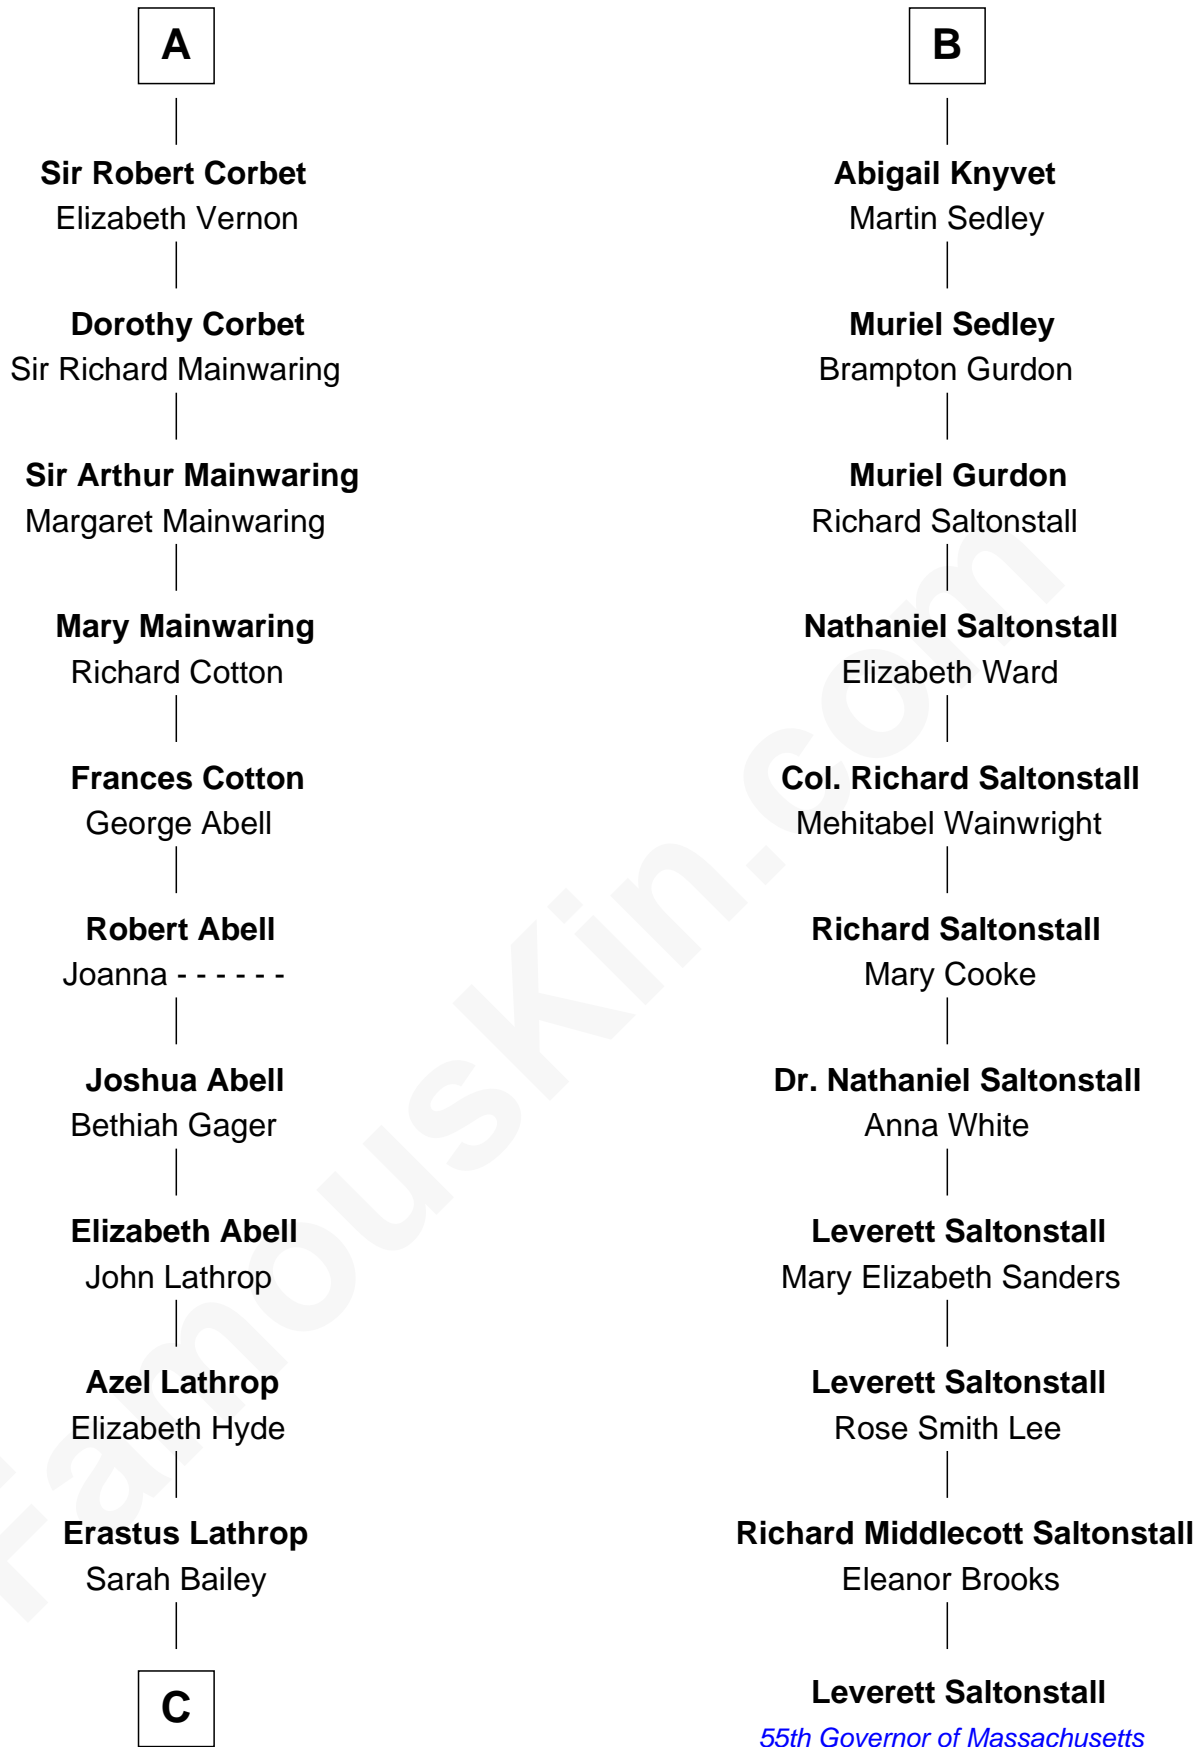 A
Sir Robert Corbet
Elizabeth Vernon
Dorothy Corbet
Sir Richard Mainwaring
Sir Arthur Mainwaring
Margaret Mainwaring
Mary Mainwaring
Richard Cotton
Frances Cotton
George Abell
Robert Abell
Joanna - - - - - -
Joshua Abell
Bethiah Gager
Elizabeth Abell
John Lathrop
Azel Lathrop
Elizabeth Hyde
Erastus Lathrop
Sarah Bailey
C
B
Abigail Knyvet
Martin Sedley
Muriel Sedley
Brampton Gurdon
Muriel Gurdon
Richard Saltonstall
Nathaniel Saltonstall
Elizabeth Ward
Col. Richard Saltonstall
Mehitabel Wainwright
Richard Saltonstall
Mary Cooke
Dr. Nathaniel Saltonstall
Anna White
Leverett Saltonstall
Mary Elizabeth Sanders
Leverett Saltonstall
Rose Smith Lee
Richard Middlecott Saltonstall
Eleanor Brooks
Leverett Saltonstall
55th Governor of Massachusetts
FamousKin.com